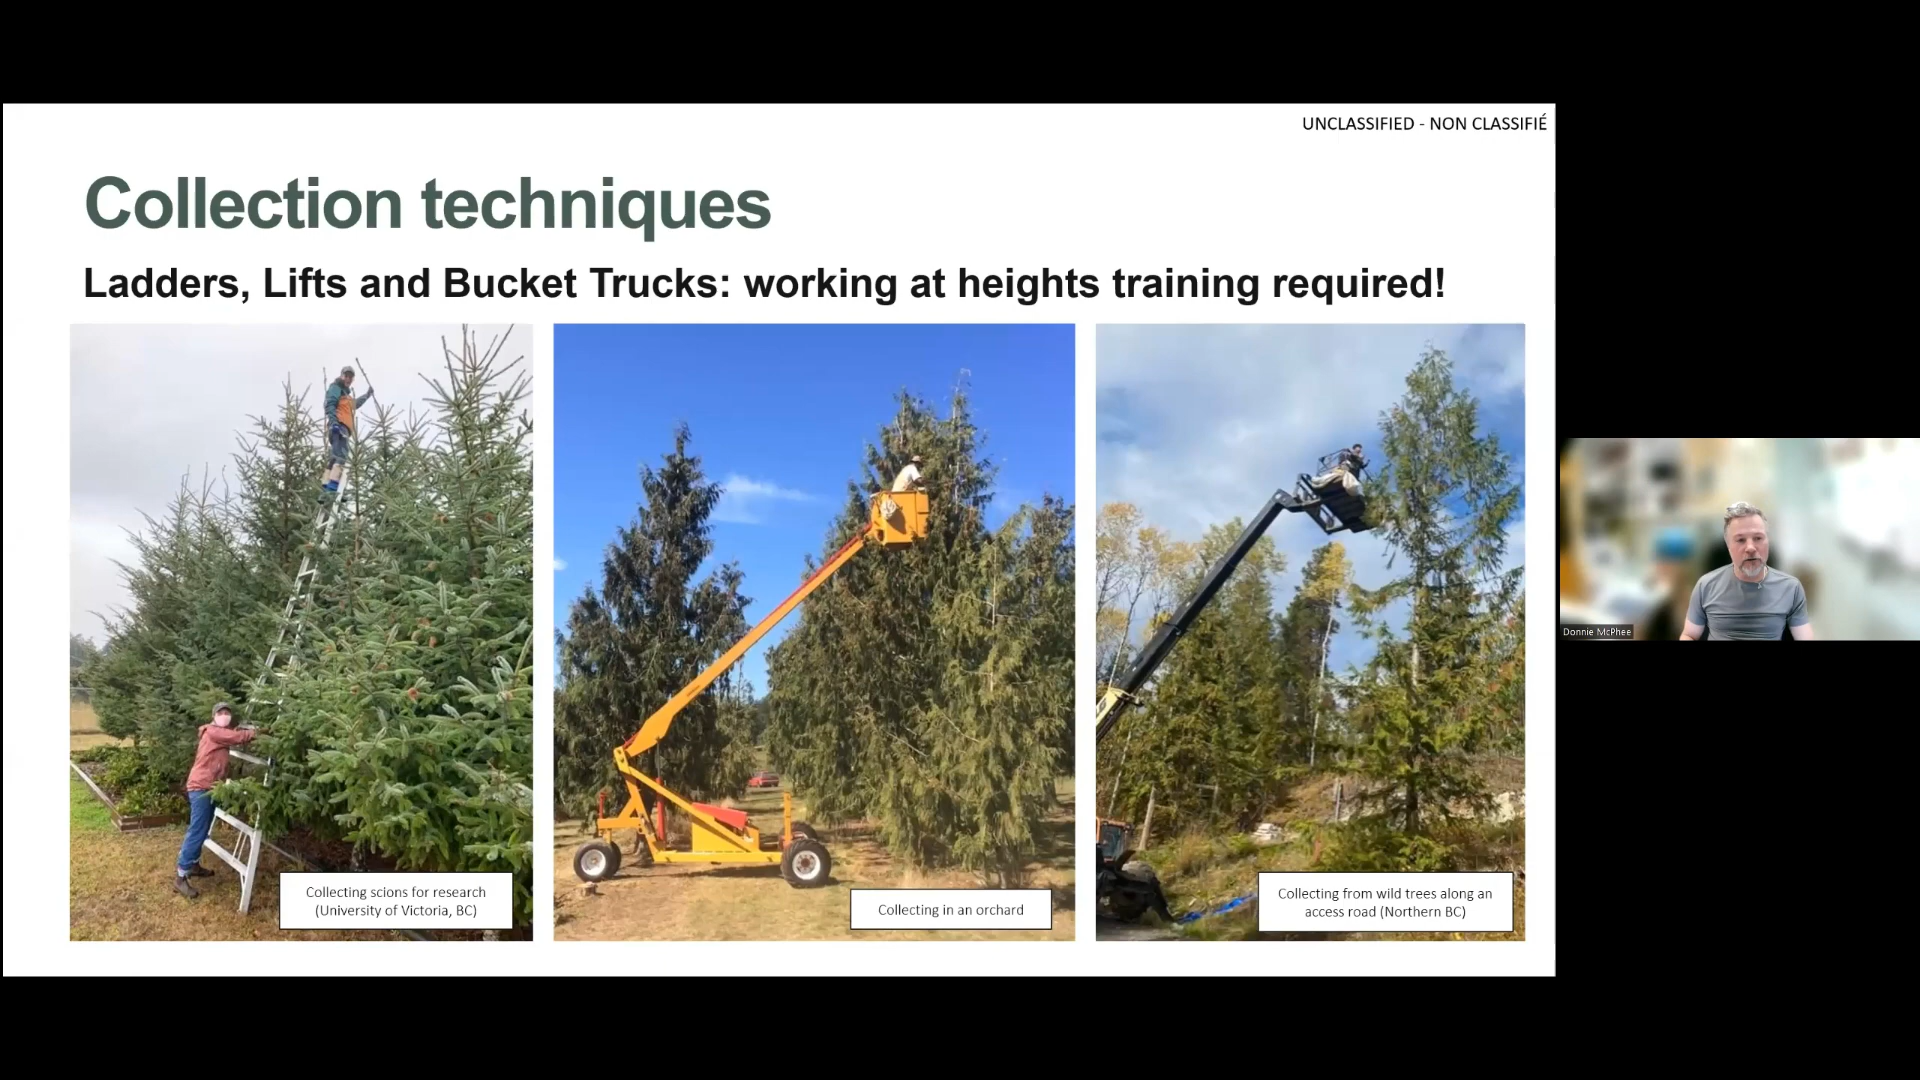 UNCLASSIFIED - NON CLASSIFIÉ
Collection techniques
Ladders, Lifts and Bucket Trucks: working at heights training required!
Collecting scions for research
(University of Victoria, BC)
Collecting in an orchard
Collecting from wild trees along an
access road (Northern BC)
Donnie McPhee